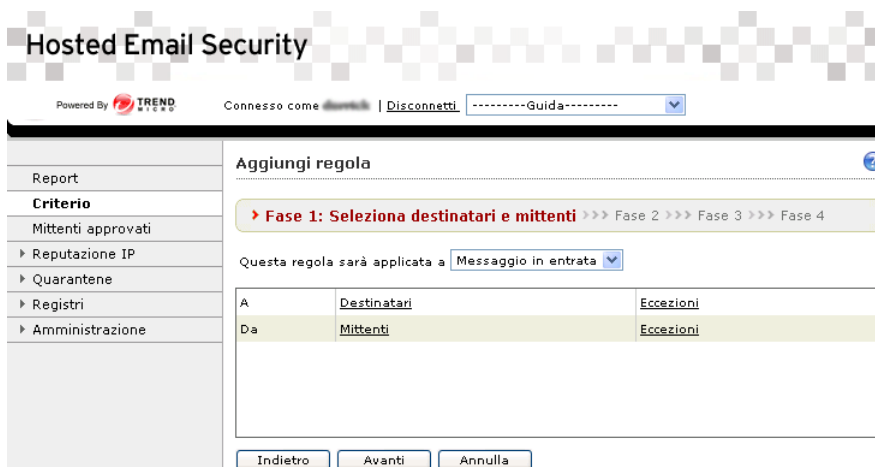 Hosted Email Security
Powered By TREND MICRO
Connesso come | Disconnetti ---------Guida---------
Report
Criterio
Mittenti approvati
Reputazione IP
Quarantene
Registri
Amministrazione
Aggiungi regola
?
Fase 1: Seleziona destinatari e mittenti >>> Fase 2 >>> Fase 3 >>> Fase 4
Questa regola sarà applicata a Messaggio in entrata
A Destinatari Eccezioni
Da Mittenti Eccezioni
Indietro Avanti Annulla